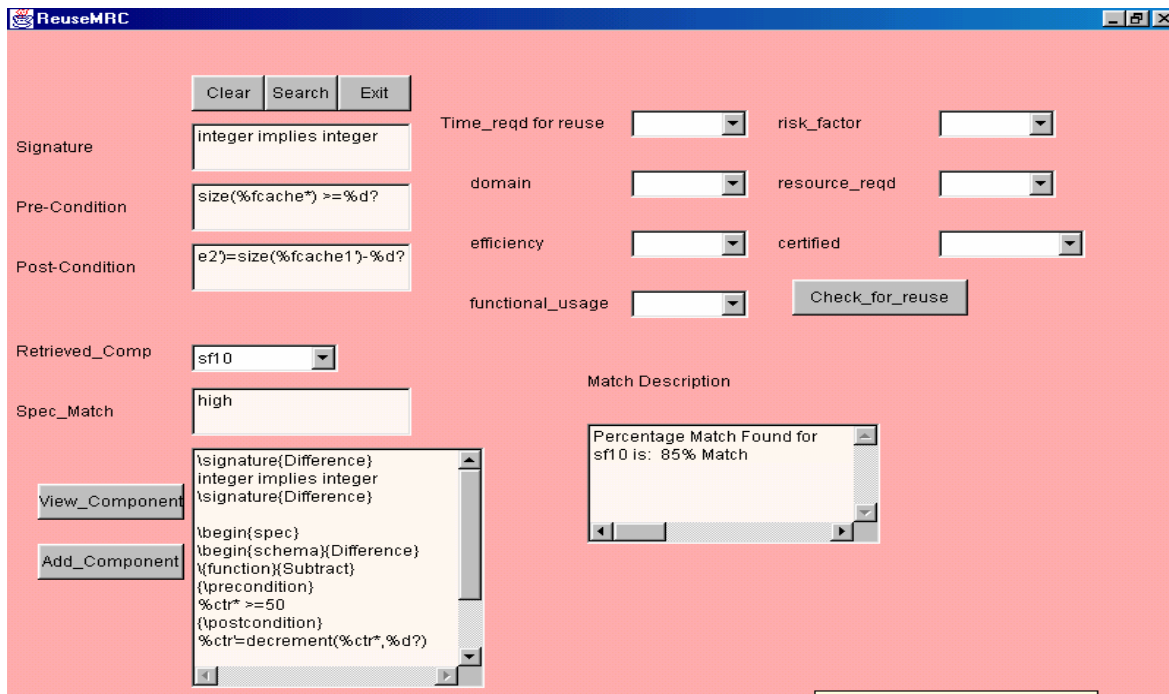 ReuseMRC
Clear Search Exit
Signature
integer implies integer
Pre-Condition
size(%fcache*) >=%d?
Post-Condition
e2')=size(%fcache1')-%d?
Time_reqd for reuse
risk_factor
domain
resource_reqd
efficiency
certified
functional_usage
Check_for_reuse
Retrieved_Comp
sf10
Spec_Match
high
View_Component
Add_Component
\signature{Difference}
integer implies integer
\signature{Difference}
\begin{spec}
\begin{schema}{Difference}
\{function}{Subtract}
{\precondition}
%ctr* >=50
{\postcondition}
%ctr'=decrement(%ctr*,%d?)
Match Description
Percentage Match Found for
sf10 is:  85% Match